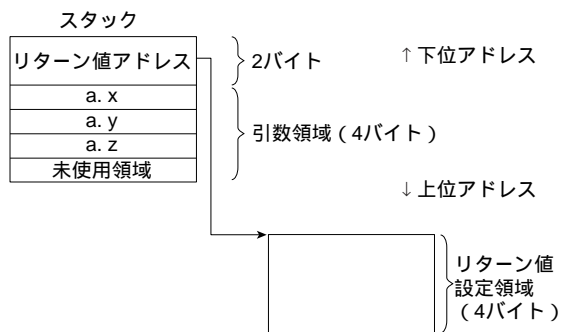 スタック
リターン値アドレス
2バイト
↑下位アドレス
a. x
a. y
a. z
未使用領域
引数領域（4バイト）
↓上位アドレス
リターン値
設定領域
（4バイト）